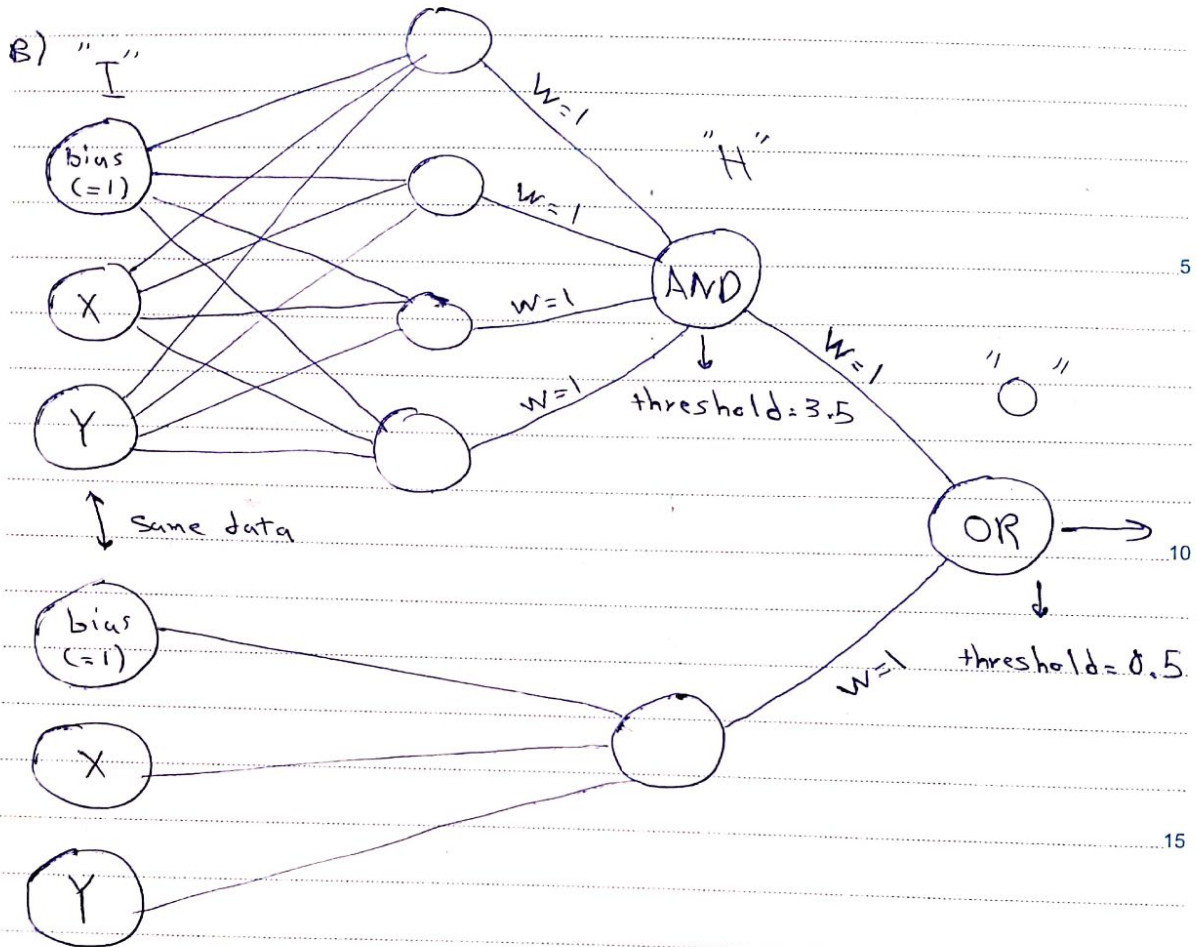 B) "I"
W=1
bias
(=1)
"H"
W=1
5
X
AND
W=1
W=1
" O "
Y
W=1
threshold=3.5
same data
OR
10
bias
(=1)
threshold=0.5
W=1
X
15
Y